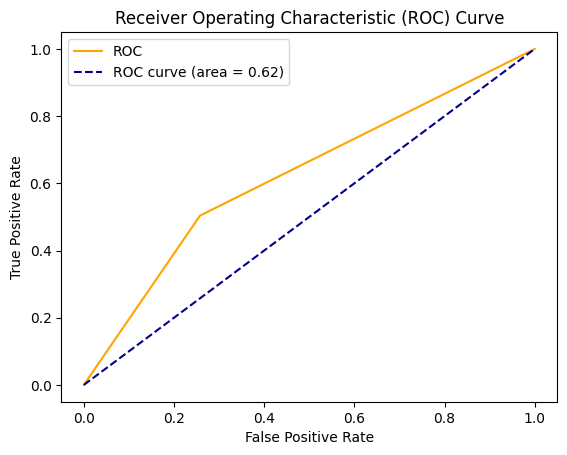 Receiver Operating Characteristic (ROC) Curve
ROC
ROC curve (area = 0.62)
1.0
0.8
0.6
0.4
0.2
0.0
True Positive Rate
0.0 0.2 0.4 0.6 0.8 1.0
False Positive Rate